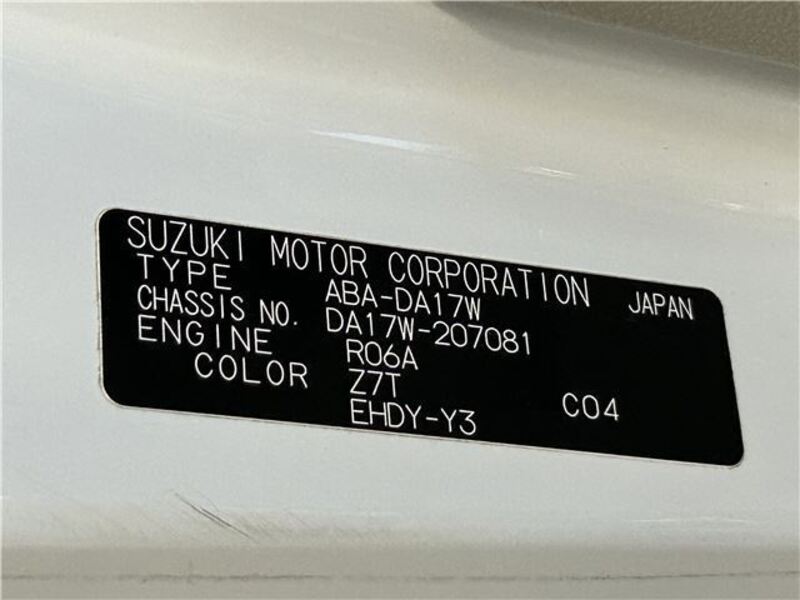 SUZUKI MOTOR CORPORATION JAPAN
TYPE ABA-DA17W
CHASSIS NO. DA17W-207081
ENGINE R06A
COLOR Z7T C04
EHDY-Y3